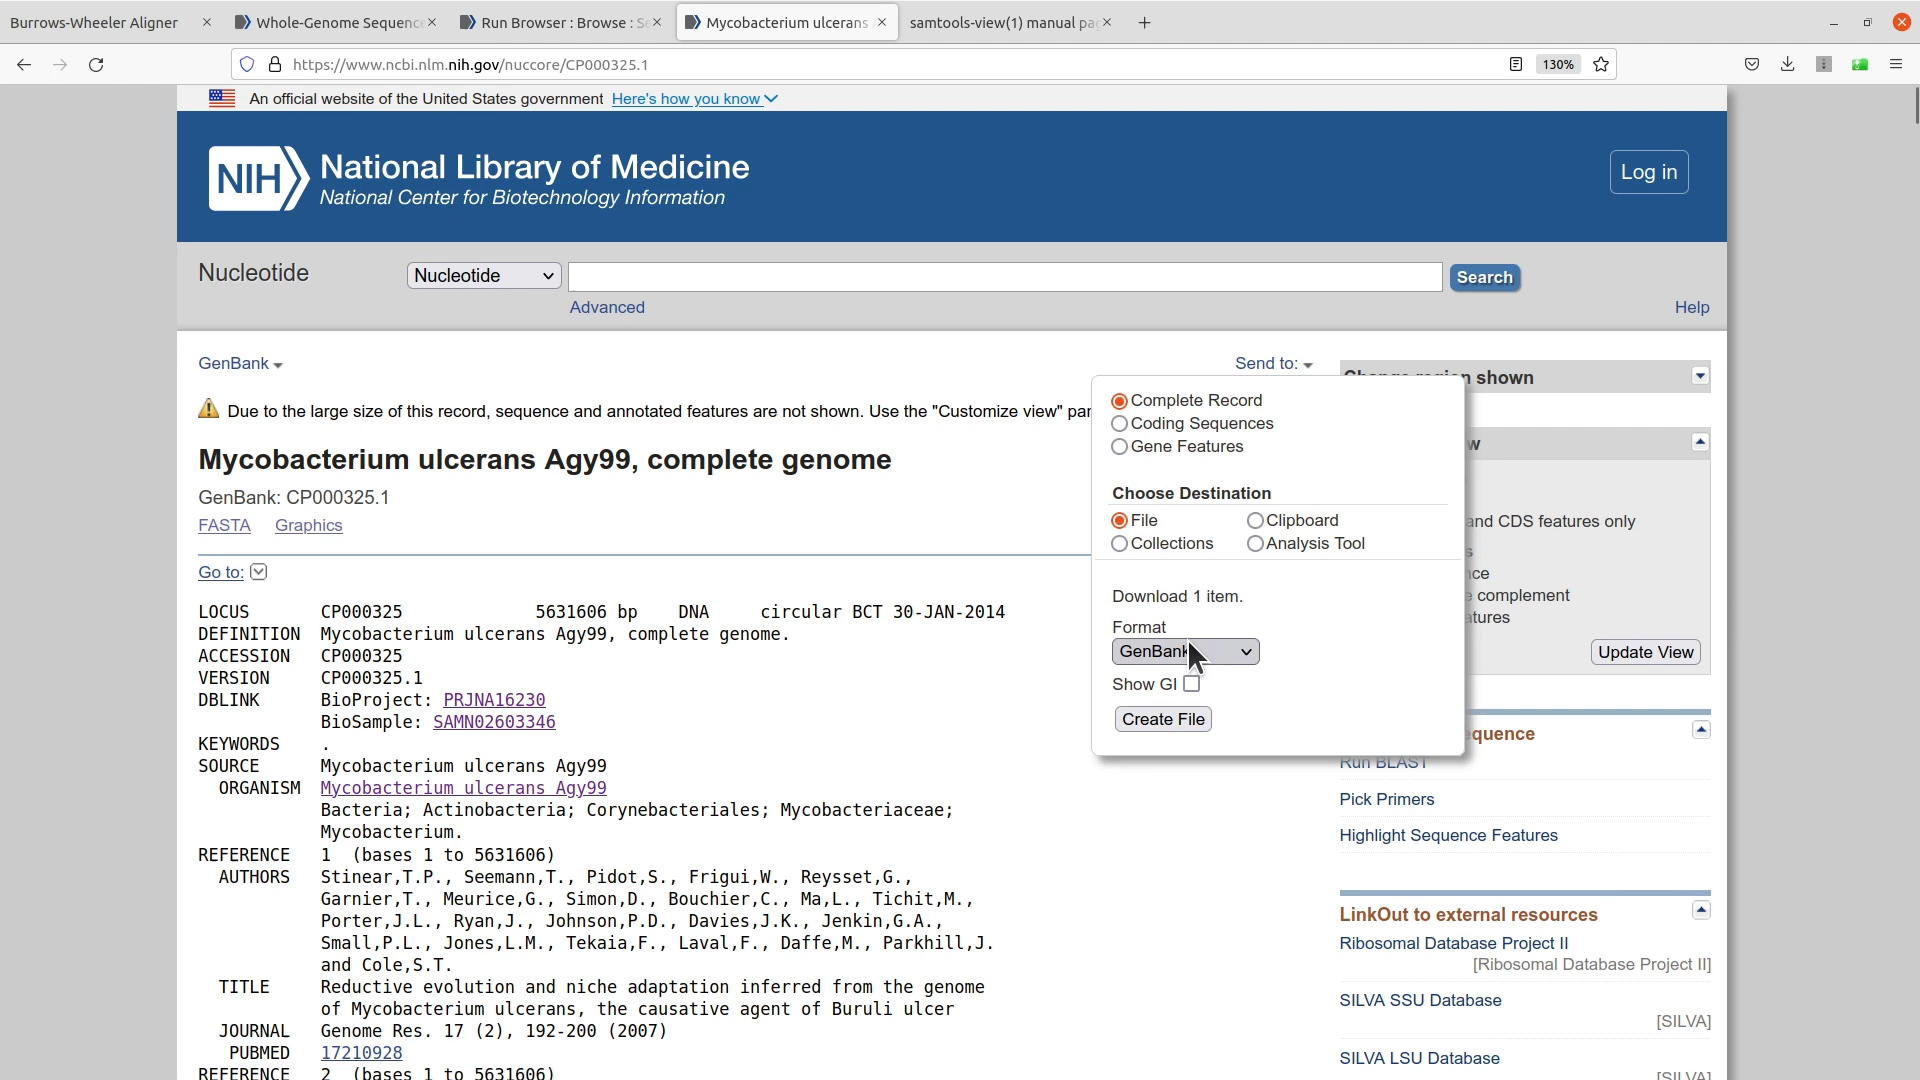 Burrows-Wheeler Aligner
Whole-Genome Sequence
Run Browser : Browse : Se
Mycobacterium ulcerans
samtools-view(1) manual pag
https://www.ncbi.nlm.nih.gov/nuccore/CP000325.1
130%
An official website of the United States government Here's how you know
NIH National Library of Medicine
National Center for Biotechnology Information
Log in
Nucleotide
Nucleotide
Search
Advanced
Help
GenBank
Send to:
Change region shown
Due to the large size of this record, sequence and annotated features are not shown. Use the "Customize view" pan
Complete Record
Coding Sequences
Gene Features
w
Mycobacterium ulcerans Agy99, complete genome
GenBank: CP000325.1
FASTA Graphics
Choose Destination
File Clipboard
Collections Analysis Tool
and CDS features only
s
nce
complement
atures
Update View
Download 1 item.
Format
GenBank
Show GI
Create File
Go to:
LOCUS CP000325 5631606 bp DNA circular BCT 30-JAN-2014
DEFINITION Mycobacterium ulcerans Agy99, complete genome.
ACCESSION CP000325
VERSION CP000325.1
DBLINK BioProject: PRJNA16230
BioSample: SAMN02603346
KEYWORDS .
SOURCE Mycobacterium ulcerans Agy99
ORGANISM Mycobacterium ulcerans Agy99
Bacteria; Actinobacteria; Corynebacteriales; Mycobacteriaceae;
Mycobacterium.
REFERENCE 1 (bases 1 to 5631606)
AUTHORS Stinear,T.P., Seemann,T., Pidot,S., Frigui,W., Reysset,G.,
Garnier,T., Meurice,G., Simon,D., Bouchier,C., Ma,L., Tichit,M.,
Porter,J.L., Ryan,J., Johnson,P.D., Davies,J.K., Jenkin,G.A.,
Small,P.L., Jones,L.M., Tekaia,F., Laval,F., Daffe,M., Parkhill,J.
and Cole,S.T.
TITLE Reductive evolution and niche adaptation inferred from the genome
of Mycobacterium ulcerans, the causative agent of Buruli ulcer
JOURNAL Genome Res. 17 (2), 192-200 (2007)
PUBMED 17210928
REFERENCE 2 (bases 1 to 5631606)
equence
Run BLAST
Pick Primers
Highlight Sequence Features
LinkOut to external resources
Ribosomal Database Project II
[Ribosomal Database Project II]
SILVA SSU Database
[SILVA]
SILVA LSU Database
[SILVA]